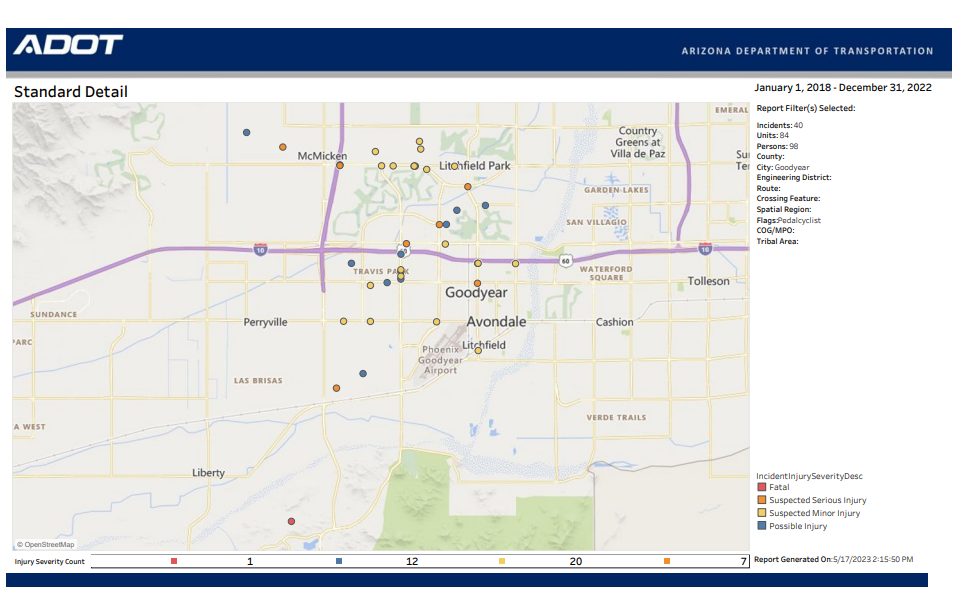 ADOT
ARIZONA DEPARTMENT OF TRANSPORTATION
Standard Detail
January 1, 2018 - December 31, 2022
Report Filter(s) Selected:
Incidents: 40
Units: 84
Persons: 98
County:
City: Goodyear
Engineering District:
Route:
Crossing Feature:
Spatial Region:
Flags:Pedalcyclist
COG/MPO:
Tribal Area:
EMERAL
Country
Greens at
Villa de Paz
McMicken
Litchfield Park
Sun
GARDEN LAKES
SAN VILLAGIO
10
60
10
TRAVIS PARK
WATERFORD
SQUARE
Tolleson
Goodyear
SUNDANCE
Perryville
Avondale
Cashion
PARC
Litchfield
Phoenix
Goodyear
Airport
LAS BRISAS
VERDE TRAILS
A WEST
Liberty
IncidentInjurySeverityDesc
Fatal
Suspected Serious Injury
Suspected Minor Injury
Possible Injury
© OpenStreetMap
Injury Severity Count 1 12 20 7
Report Generated On:5/17/2023 2:15:50 PM